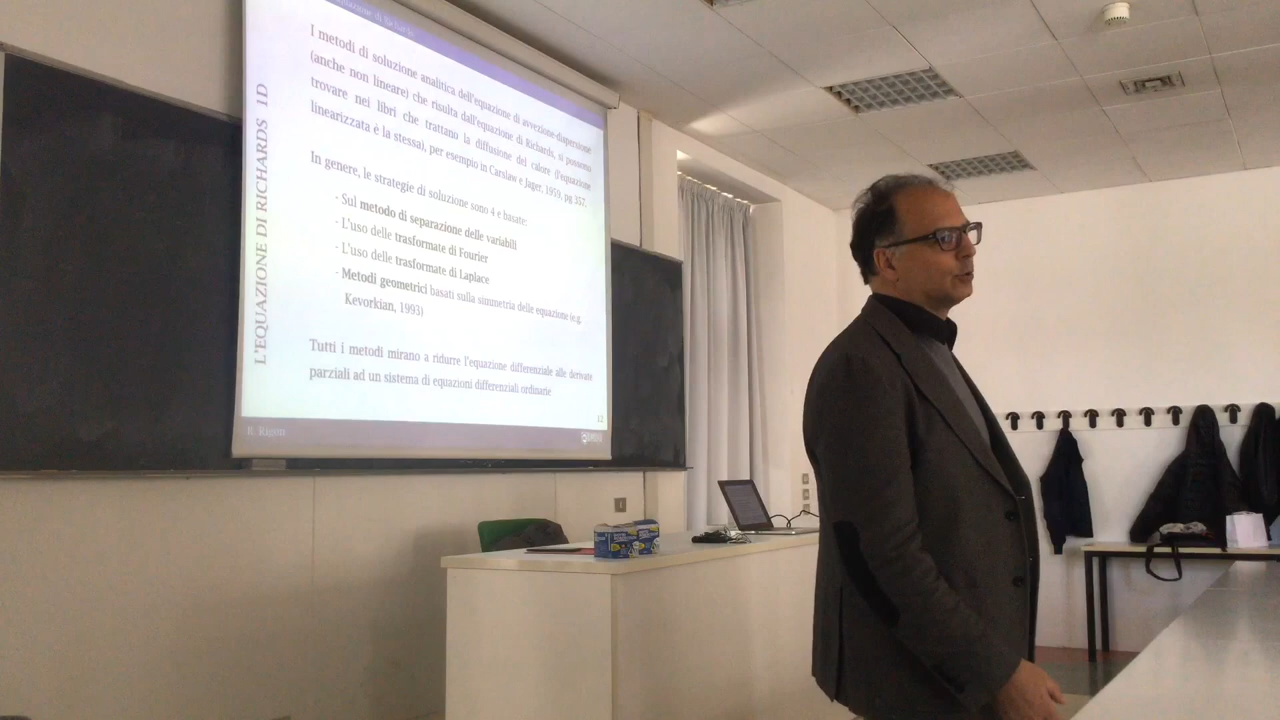 Equazione di Richards
L'EQUAZIONE DI RICHARDS 1D
I metodi di soluzione analitica dell'equazione di avvezione-dispersione
(anche non lineare) che risulta dall'equazione di Richards, si possono
trovare nei libri che trattano la diffusione del calore (l'equazione
linearizzata è la stessa), per esempio in Carslaw e Jager, 1959, pg 357.
In genere, le strategie di soluzione sono 4 e basate:
- Sul metodo di separazione delle variabili
- L'uso delle trasformate di Fourier
- L'uso delle trasformate di Laplace
- Metodi geometrici basati sulla simmetria delle equazione (e.g.
Kevorkian, 1993)
Tutti i metodi mirano a ridurre l'equazione differenziale alle derivate
parziali ad un sistema di equazioni differenziali ordinarie
R. Rigon